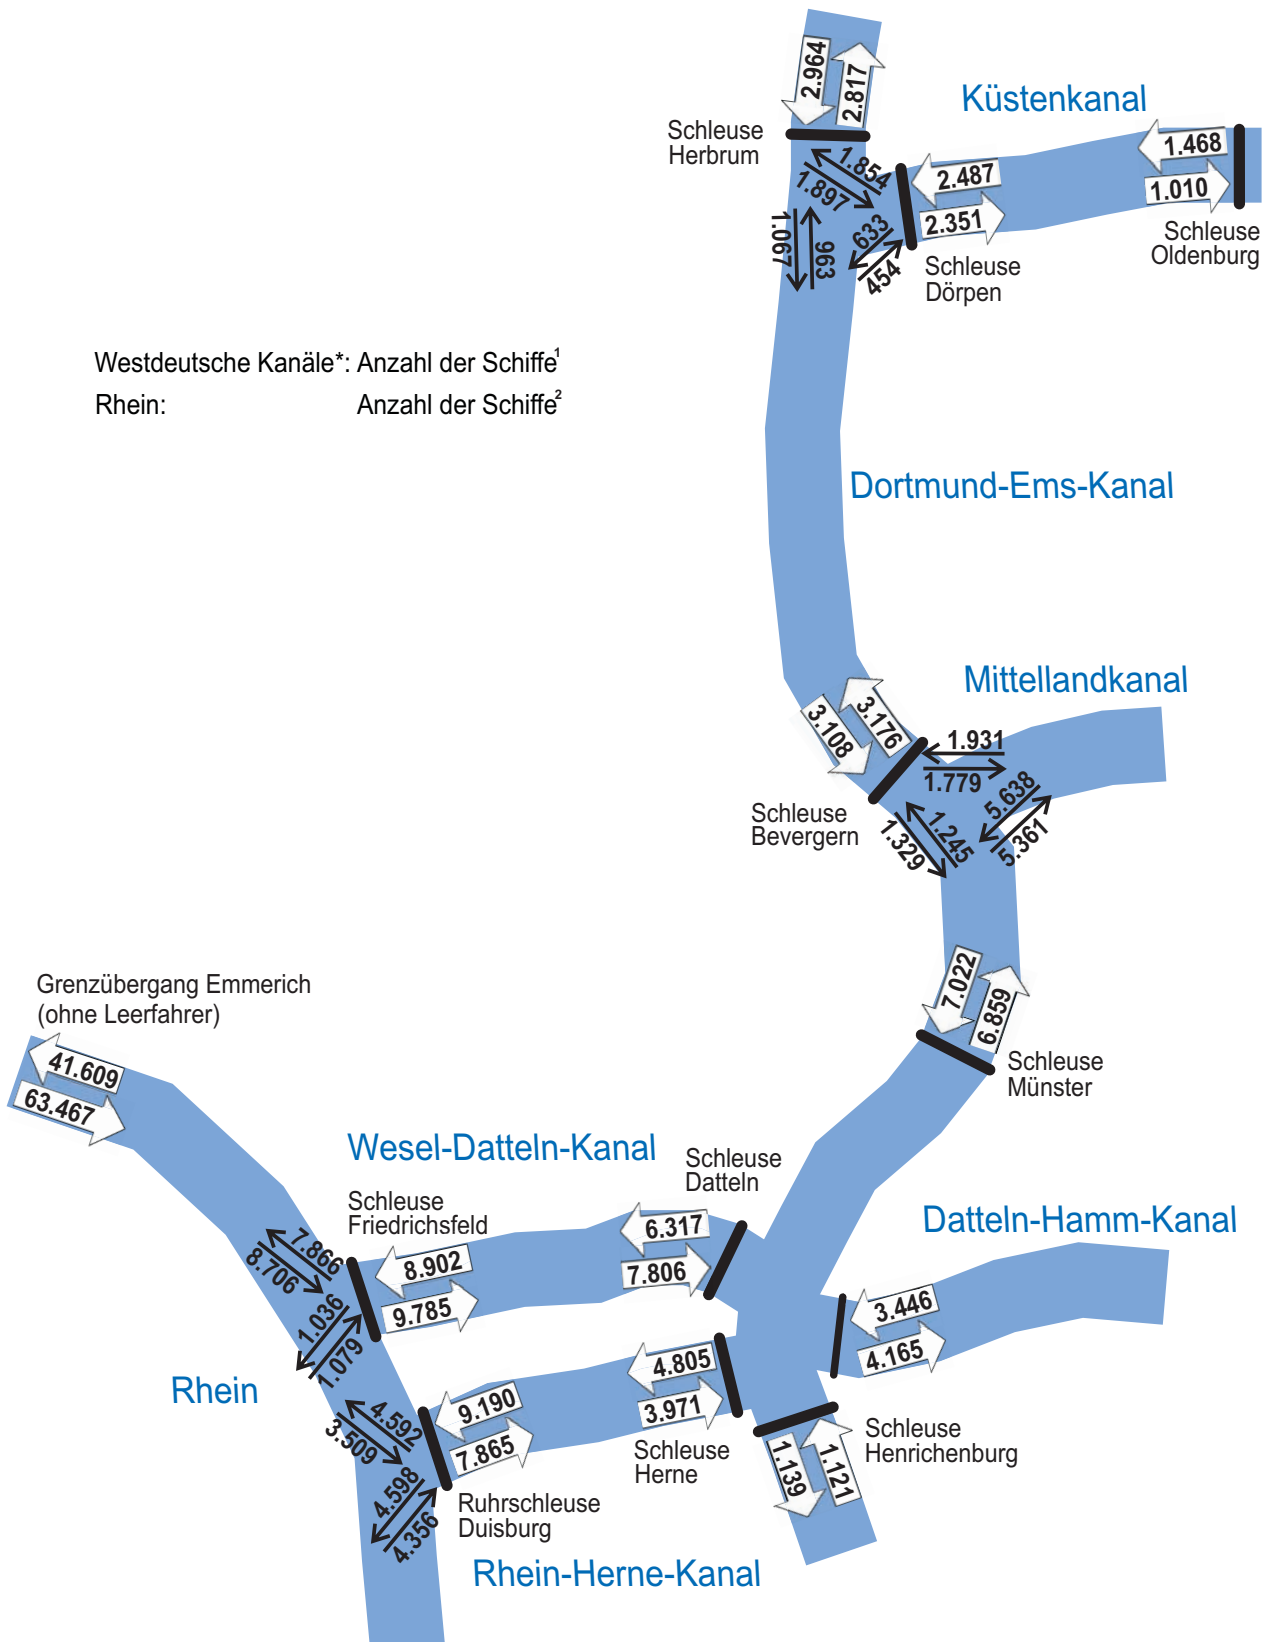 2.964
2.817
Küstenkanal
Schleuse
Herbrum
1.468
1.010
1.854
1.897
2.487
2.351
Schleuse
Oldenburg
1.067
963
633
454
Schleuse
Dörpen
Westdeutsche Kanäle*: Anzahl der Schiffe¹
Rhein: Anzahl der Schiffe²
Dortmund-Ems-Kanal
Mittellandkanal
3.108
3.176
1.931
1.779
Schleuse
Bevergern
5.638
5.361
1.245
1.329
7.022
6.859
Schleuse
Münster
Grenzübergang Emmerich
(ohne Leerfahrer)
41.609
63.467
Wesel-Datteln-Kanal
Schleuse
Datteln
Schleuse
Friedrichsfeld
6.317
7.806
Datteln-Hamm-Kanal
7.866
8.706
8.902
9.785
3.446
4.165
1.036
1.079
Rhein
4.805
3.971
9.190
7.865
4.592
3.509
Schleuse
Herne
1.139
1.121
Schleuse
Henrichenburg
4.598
4.356
Ruhrschleuse
Duisburg
Rhein-Herne-Kanal